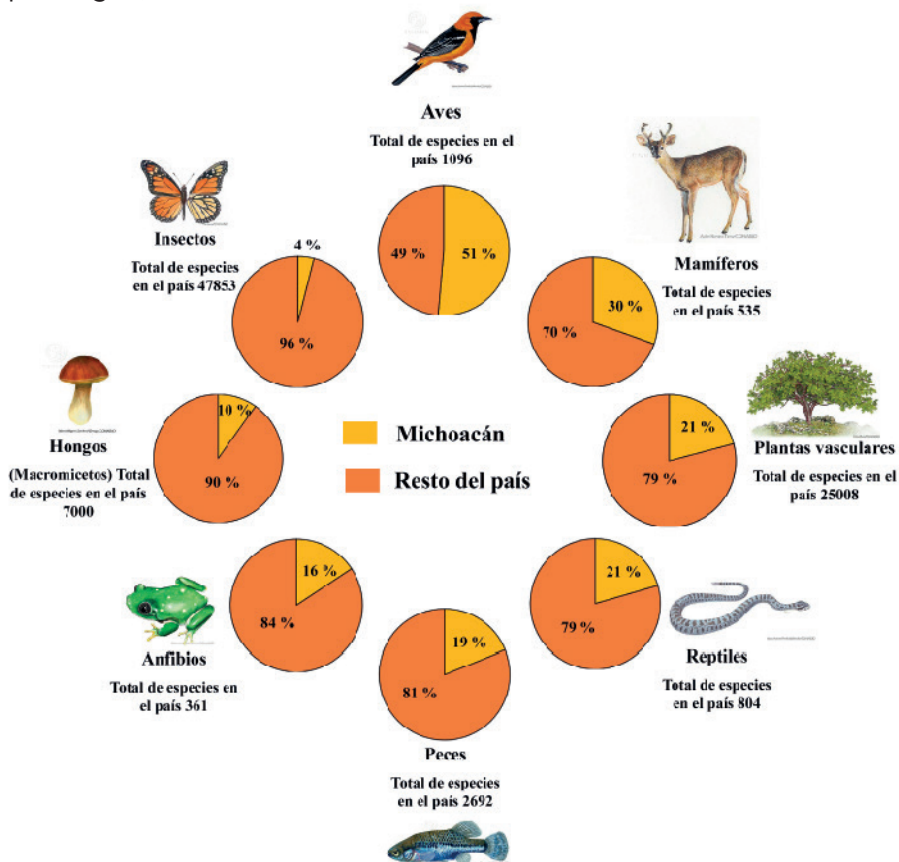 Aves
Total de especies en el
país 1096
49 %
51 %
Mamíferos
Total de especies
en el país 535
30 %
70 %
Plantas vasculares
Total de especies en el
país 25008
21 %
79 %
Reptiles
Total de especies
en el país 804
21 %
79 %
Peces
Total de especies
en el país 2692
19 %
81 %
Anfibios
Total de especies en
el país 361
16 %
84 %
Hongos
(Macromicetos) Total
de especies en el país
7000
10 %
90 %
Insectos
Total de especies
en el país 47853
4 %
96 %
Michoacán
Resto del país